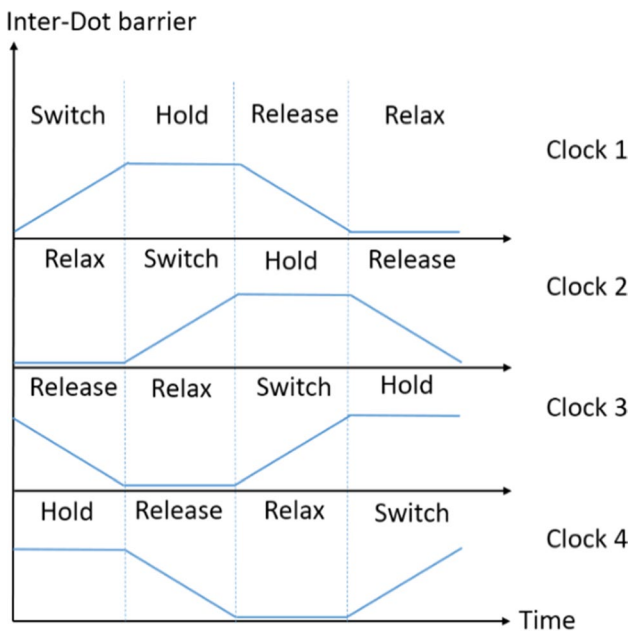 Inter-Dot barrier
Switch Hold Release Relax
Clock 1
Relax Switch Hold Release
Clock 2
Release Relax Switch Hold
Clock 3
Hold Release Relax Switch
Clock 4
Time